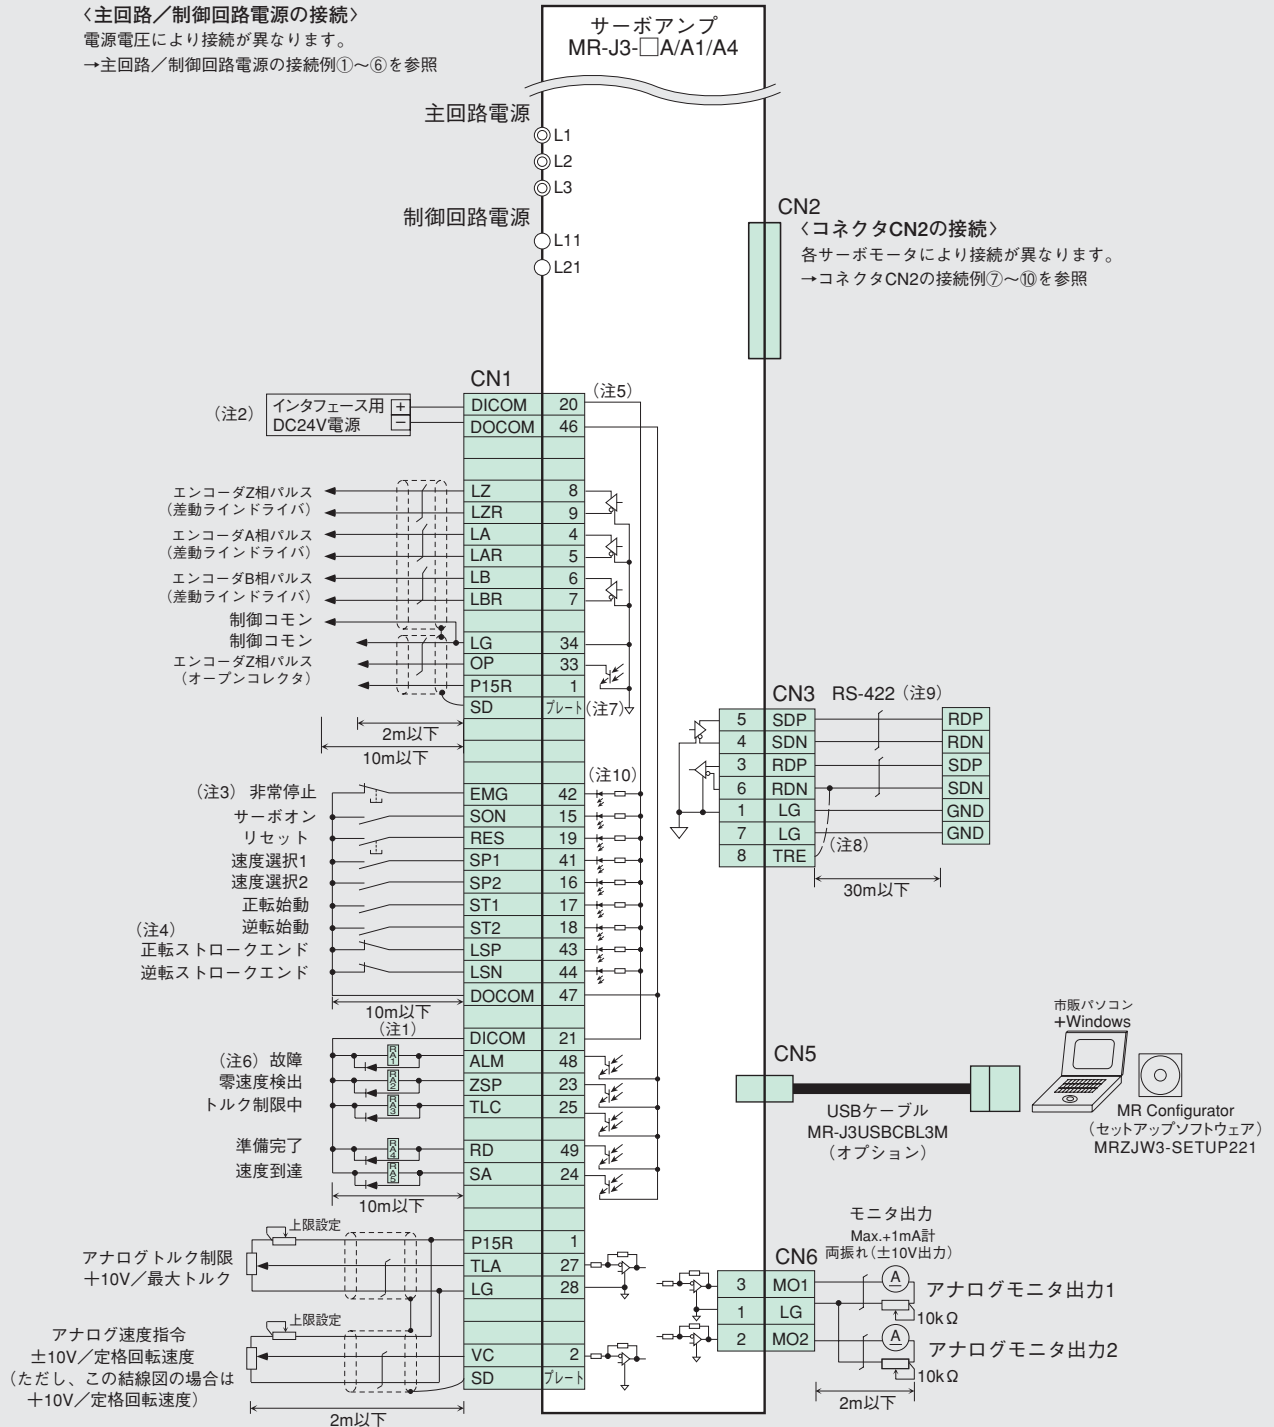 〈主回路／制御回路電源の接続〉
電源電圧により接続が異なります。
→主回路／制御回路電源の接続例①〜⑥を参照
サーボアンプ
MR-J3-□A/A1/A4
主回路電源
L1
L2
L3
制御回路電源
L11
L21
CN2
〈コネクタCN2の接続〉
各サーボモータにより接続が異なります。
→コネクタCN2の接続例⑦〜⑩を参照
CN1
（注5）
（注2）
インタフェース用 +
DC24V電源 −
DICOM 20
DOCOM 46
エンコーダZ相パルス
（差動ラインドライバ）
LZ 8
LZR 9
エンコーダA相パルス
（差動ラインドライバ）
LA 4
LAR 5
エンコーダB相パルス
（差動ラインドライバ）
LB 6
LBR 7
制御コモン
制御コモン
LG 34
エンコーダZ相パルス
（オープンコレクタ）
OP 33
P15R 1
SD プレート（注7）
2m以下
10m以下
（注10）
（注3）非常停止 EMG 42
サーボオン SON 15
リセット RES 19
速度選択1 SP1 41
速度選択2 SP2 16
正転始動 ST1 17
逆転始動 ST2 18
（注4）
正転ストロークエンド LSP 43
逆転ストロークエンド LSN 44
DOCOM 47
10m以下
（注1）
DICOM 21
（注6）故障 RA1 ALM 48
零速度検出 RA2 ZSP 23
トルク制限中 RA3 TLC 25
準備完了 RA4 RD 49
速度到達 RA5 SA 24
10m以下
上限設定
アナログトルク制限
＋10V／最大トルク
P15R 1
TLA 27
LG 28
上限設定
アナログ速度指令
±10V／定格回転速度
（ただし、この結線図の場合は
＋10V／定格回転速度）
VC 2
SD プレート
2m以下
CN3 RS-422（注9）
5 SDP RDP
4 SDN RDN
3 RDP SDP
6 RDN SDN
1 LG GND
7 LG GND
8 TRE
（注8）
30m以下
CN5
USBケーブル
MR-J3USBCBL3M
（オプション）
市販パソコン
+Windows
MR Configurator
（セットアップソフトウェア）
MRZJW3-SETUP221
モニタ出力
Max.+1mA計
両振れ（±10V出力）
CN6
3 MO1
1 LG
2 MO2
A
アナログモニタ出力1
10kΩ
A
アナログモニタ出力2
10kΩ
2m以下